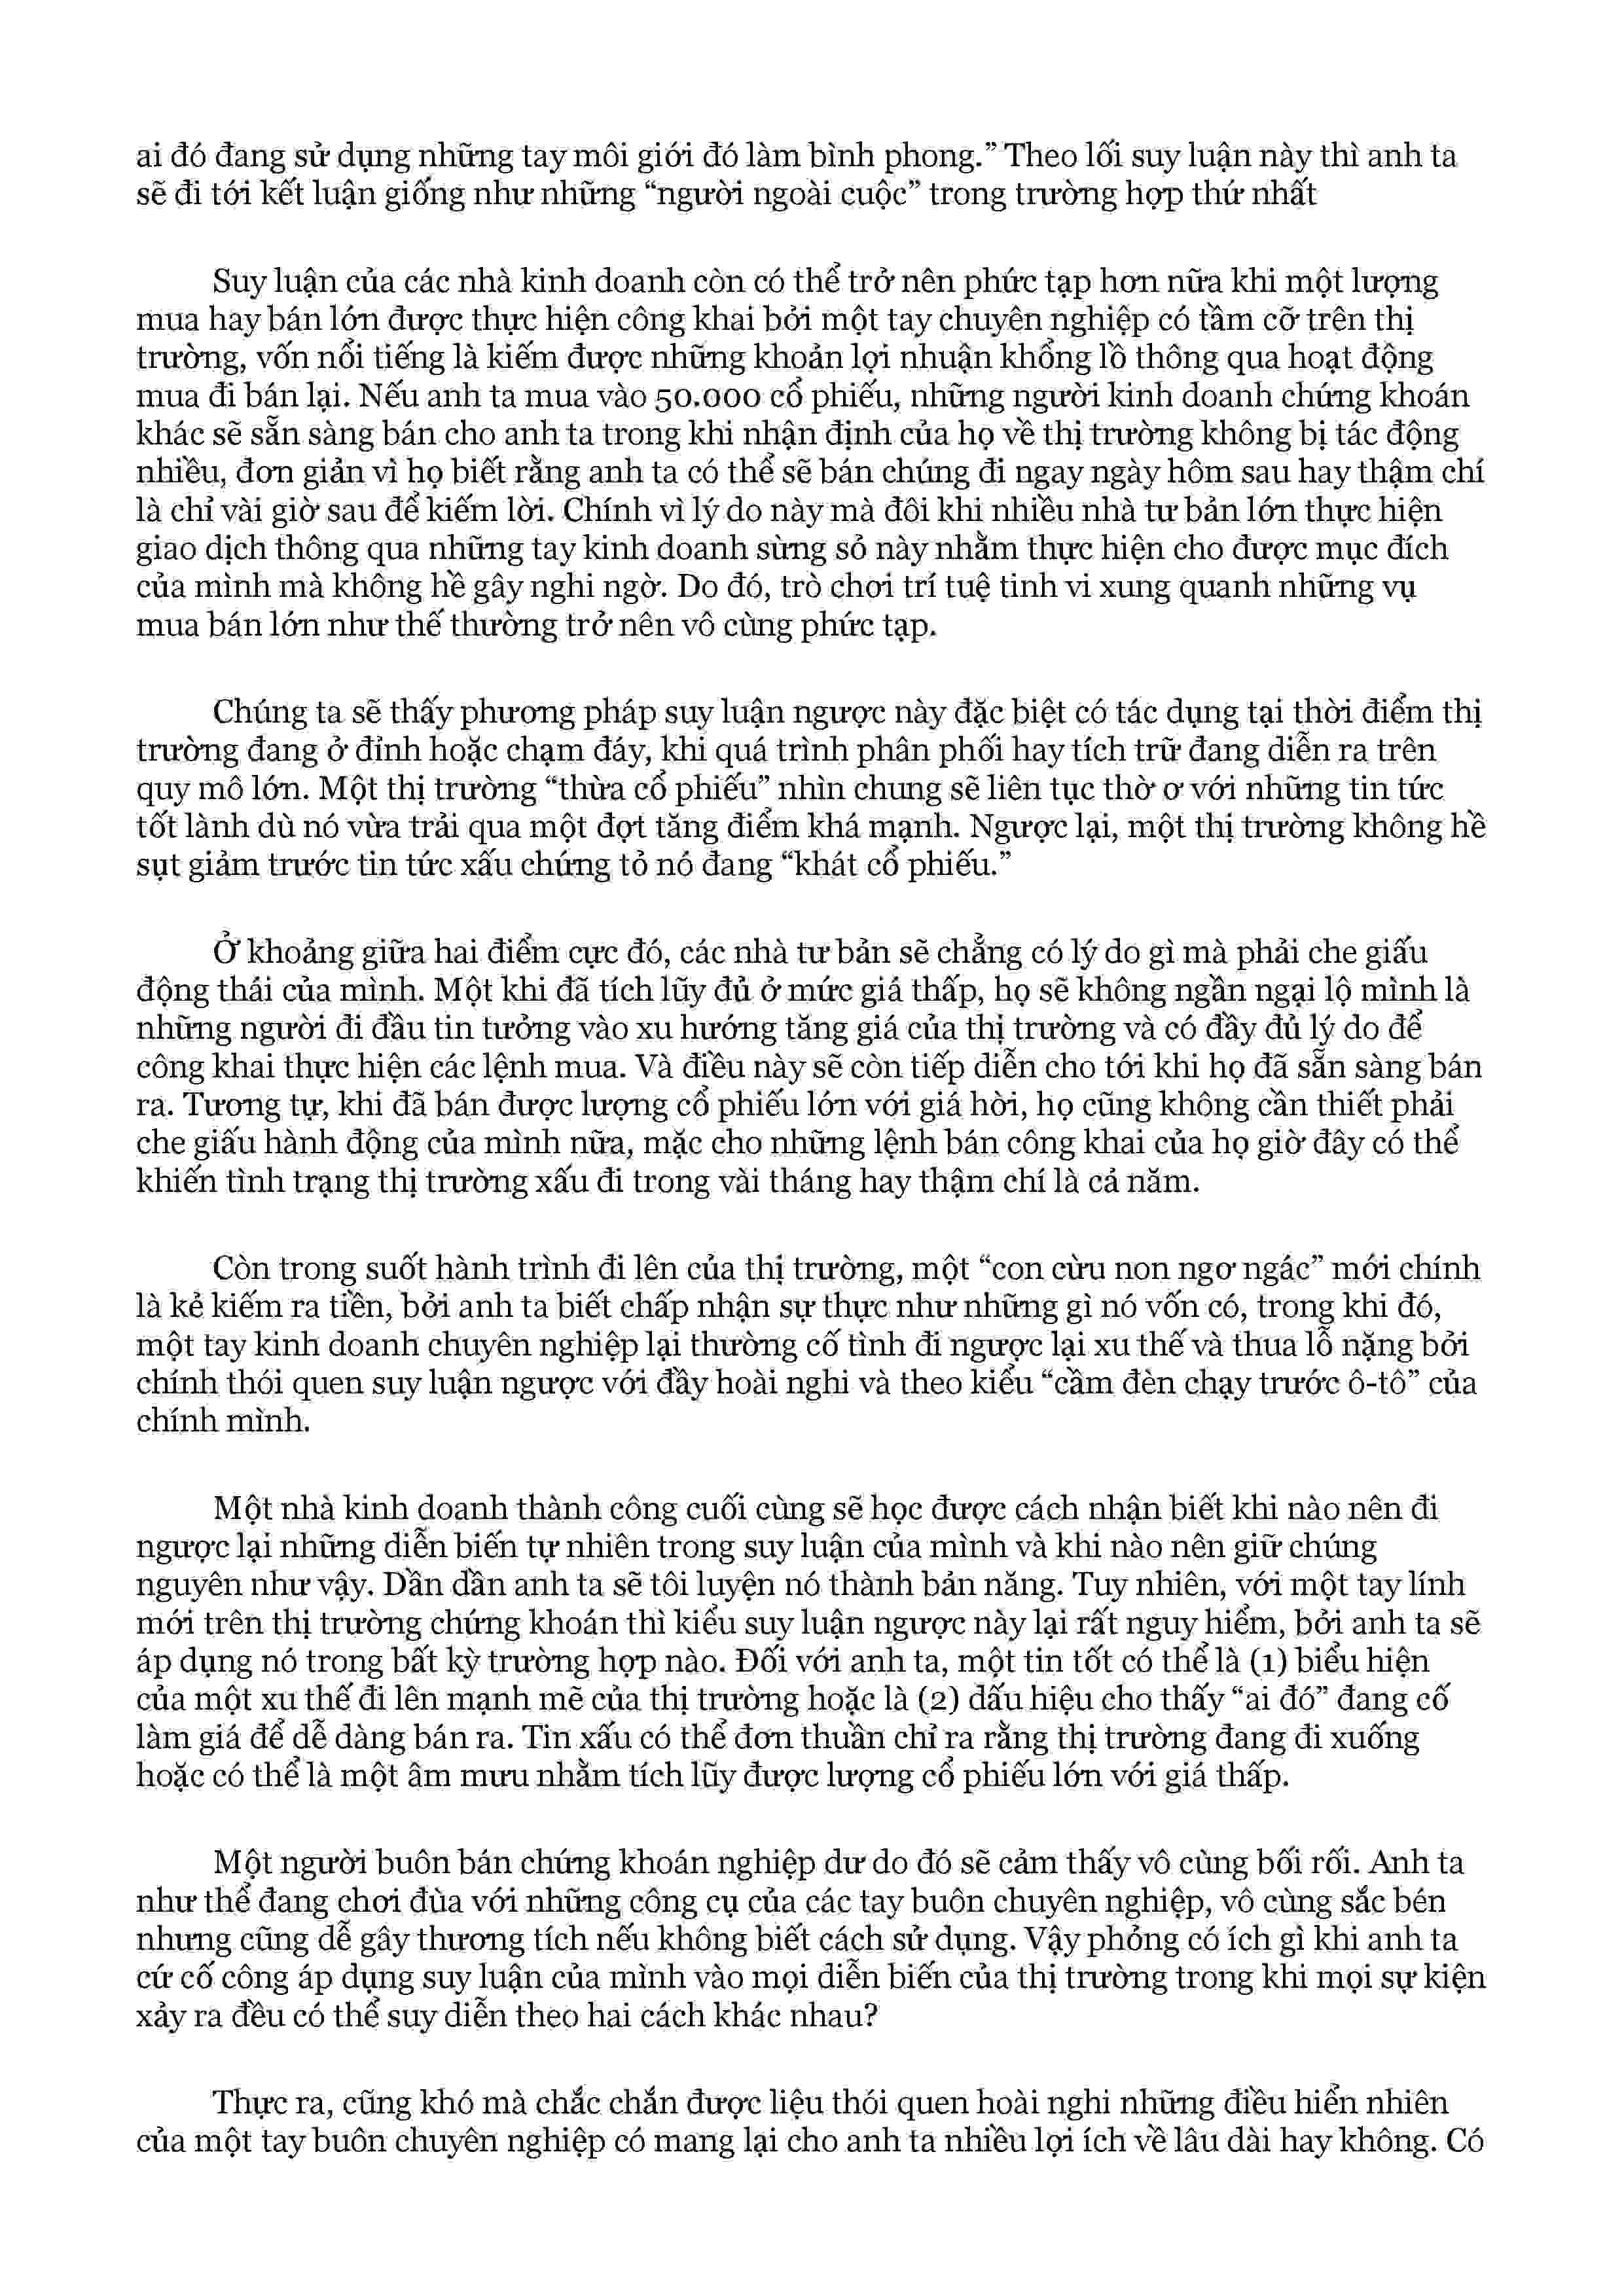 ai đó đang sử dụng những tay môi giới đó làm bình phong.” Theo lối suy luận này thì anh ta
sẽ đi tới kết luận giống như những “người ngoài cuộc” trong trường hợp thứ nhất
Suy luận của các nhà kinh doanh còn có thể trở nên phức tạp hơn nữa khi một lượng
mua hay bán lớn được thực hiện công khai bởi một tay chuyên nghiệp có tầm cỡ trên thị
trường, vốn nổi tiếng là kiếm được những khoản lợi nhuận khổng lồ thông qua hoạt động
mua đi bán lại. Nếu anh ta mua vào 50.000 cổ phiếu, những người kinh doanh chứng khoán
khác sẽ sẵn sàng bán cho anh ta trong khi nhận định của họ về thị trường không bị tác động
nhiều, đơn giản vì họ biết rằng anh ta có thể sẽ bán chúng đi ngay ngày hôm sau hay thậm chí
là chỉ vài giờ sau để kiếm lời. Chính vì lý do này mà đôi khi nhiều nhà tư bản lớn thực hiện
giao dịch thông qua những tay kinh doanh sừng sỏ này nhằm thực hiện cho được mục đích
của mình mà không hề gây nghi ngờ. Do đó, trò chơi trí tuệ tinh vi xung quanh những vụ
mua bán lớn như thế thường trở nên vô cùng phức tạp.
Chúng ta sẽ thấy phương pháp suy luận ngược này đặc biệt có tác dụng tại thời điểm thị
trường đang ở đỉnh hoặc chạm đáy, khi quá trình phân phối hay tích trữ đang diễn ra trên
quy mô lớn. Một thị trường “thừa cổ phiếu” nhìn chung sẽ liên tục thờ ơ với những tin tức
tốt lành dù nó vừa trải qua một đợt tăng điểm khá mạnh. Ngược lại, một thị trường không hề
sụt giảm trước tin tức xấu chứng tỏ nó đang “khát cổ phiếu.”
Ở khoảng giữa hai điểm cực đó, các nhà tư bản sẽ chẳng có lý do gì mà phải che giấu
động thái của mình. Một khi đã tích lũy đủ ở mức giá thấp, họ sẽ không ngần ngại lộ mình là
những người đi đầu tin tưởng vào xu hướng tăng giá của thị trường và có đầy đủ lý do để
công khai thực hiện các lệnh mua. Và điều này sẽ còn tiếp diễn cho tới khi họ đã sẵn sàng bán
ra. Tương tự, khi đã bán được lượng cổ phiếu lớn với giá hời, họ cũng không cần thiết phải
che giấu hành động của mình nữa, mặc cho những lệnh bán công khai của họ giờ đây có thể
khiến tình trạng thị trường xấu đi trong vài tháng hay thậm chí là cả năm.
Còn trong suốt hành trình đi lên của thị trường, một “con cừu non ngơ ngác” mới chính
là kẻ kiếm ra tiền, bởi anh ta biết chấp nhận sự thực như những gì nó vốn có, trong khi đó,
một tay kinh doanh chuyên nghiệp lại thường cố tình đi ngược lại xu thế và thua lỗ nặng bởi
chính thói quen suy luận ngược với đầy hoài nghi và theo kiểu “cầm đèn chạy trước ô-tô” của
chính mình.
Một nhà kinh doanh thành công cuối cùng sẽ học được cách nhận biết khi nào nên đi
ngược lại những diễn biến tự nhiên trong suy luận của mình và khi nào nên giữ chúng
nguyên như vậy. Dần dần anh ta sẽ tôi luyện nó thành bản năng. Tuy nhiên, với một tay lính
mới trên thị trường chứng khoán thì kiểu suy luận ngược này lại rất nguy hiểm, bởi anh ta sẽ
áp dụng nó trong bất kỳ trường hợp nào. Đối với anh ta, một tin tốt có thể là (1) biểu hiện
của một xu thế đi lên mạnh mẽ của thị trường hoặc là (2) dấu hiệu cho thấy “ai đó” đang cố
làm giá để dễ dàng bán ra. Tin xấu có thể đơn thuần chỉ ra rằng thị trường đang đi xuống
hoặc có thể là một âm mưu nhằm tích lũy được lượng cổ phiếu lớn với giá thấp.
Một người buôn bán chứng khoán nghiệp dư do đó sẽ cảm thấy vô cùng bối rối. Anh ta
như thể đang chơi đùa với những công cụ của các tay buôn chuyên nghiệp, vô cùng sắc bén
nhưng cũng dễ gây thương tích nếu không biết cách sử dụng. Vậy phỏng có ích gì khi anh ta
cứ cố công áp dụng suy luận của mình vào mọi diễn biến của thị trường trong khi mọi sự kiện
xảy ra đều có thể suy diễn theo hai cách khác nhau?
Thực ra, cũng khó mà chắc chắn được liệu thói quen hoài nghi những điều hiển nhiên
của một tay buôn chuyên nghiệp có mang lại cho anh ta nhiều lợi ích về lâu dài hay không. Có